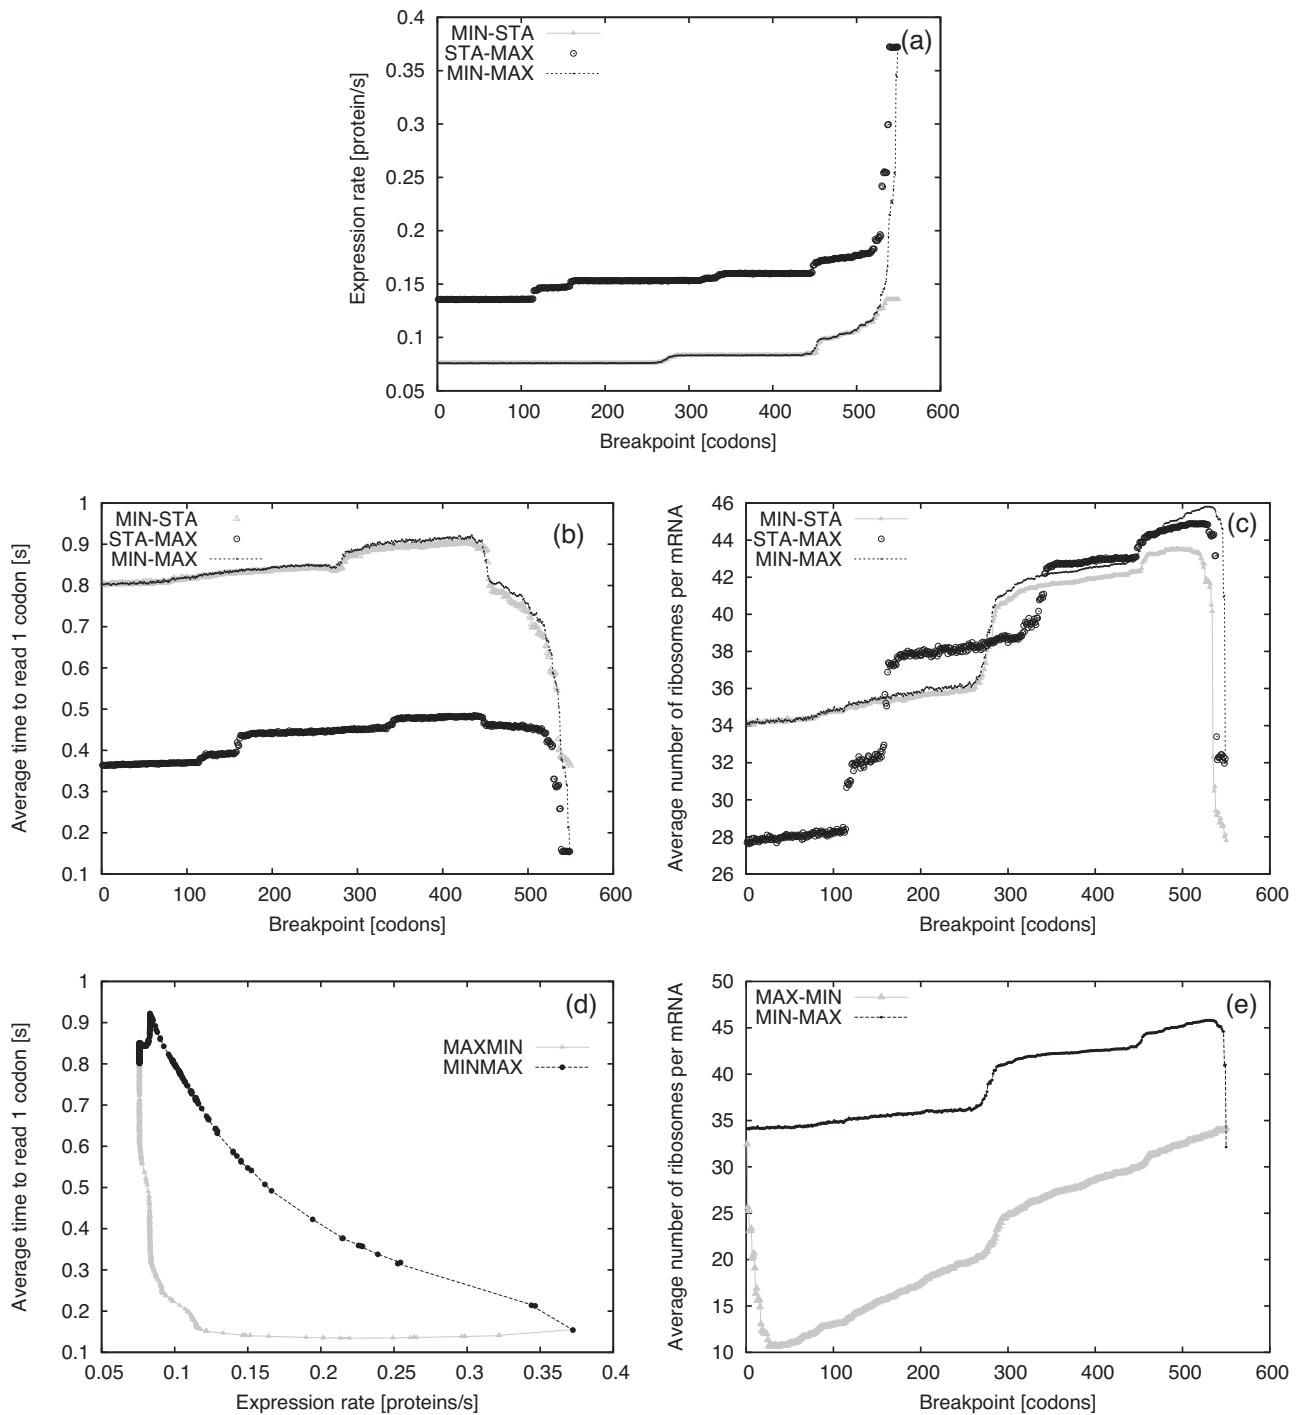 (a)
MIN-STA
STA-MAX
MIN-MAX
Expression rate [protein/s]
0.4
0.35
0.3
0.25
0.2
0.15
0.1
0.05
0 100 200 300 400 500 600
Breakpoint [codons]
(b)
MIN-STA
STA-MAX
MIN-MAX
Average time to read 1 codon [s]
1
0.9
0.8
0.7
0.6
0.5
0.4
0.3
0.2
0.1
0 100 200 300 400 500 600
Breakpoint [codons]
(c)
MIN-STA
STA-MAX
MIN-MAX
Average number of ribosomes per mRNA
46
44
42
40
38
36
34
32
30
28
26
0 100 200 300 400 500 600
Breakpoint [codons]
(d)
MAXMIN
MINMAX
Average time to read 1 codon [s]
1
0.9
0.8
0.7
0.6
0.5
0.4
0.3
0.2
0.1
0.05 0.1 0.15 0.2 0.25 0.3 0.35 0.4
Expression rate [proteins/s]
(e)
MAX-MIN
MIN-MAX
Average number of ribosomes per mRNA
50
45
40
35
30
25
20
15
10
0 100 200 300 400 500 600
Breakpoint [codons]